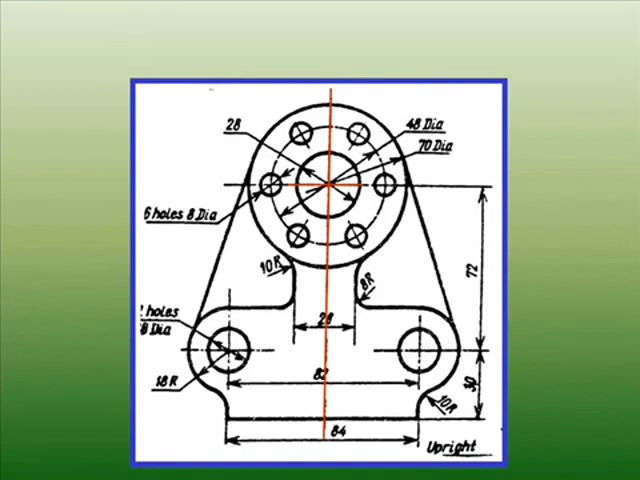 28
48 Dia
70 Dia
6 holes 8 Dia
10R
8R
72
28
holes
8 Dia
18 R
82
30
10R
84
Upright